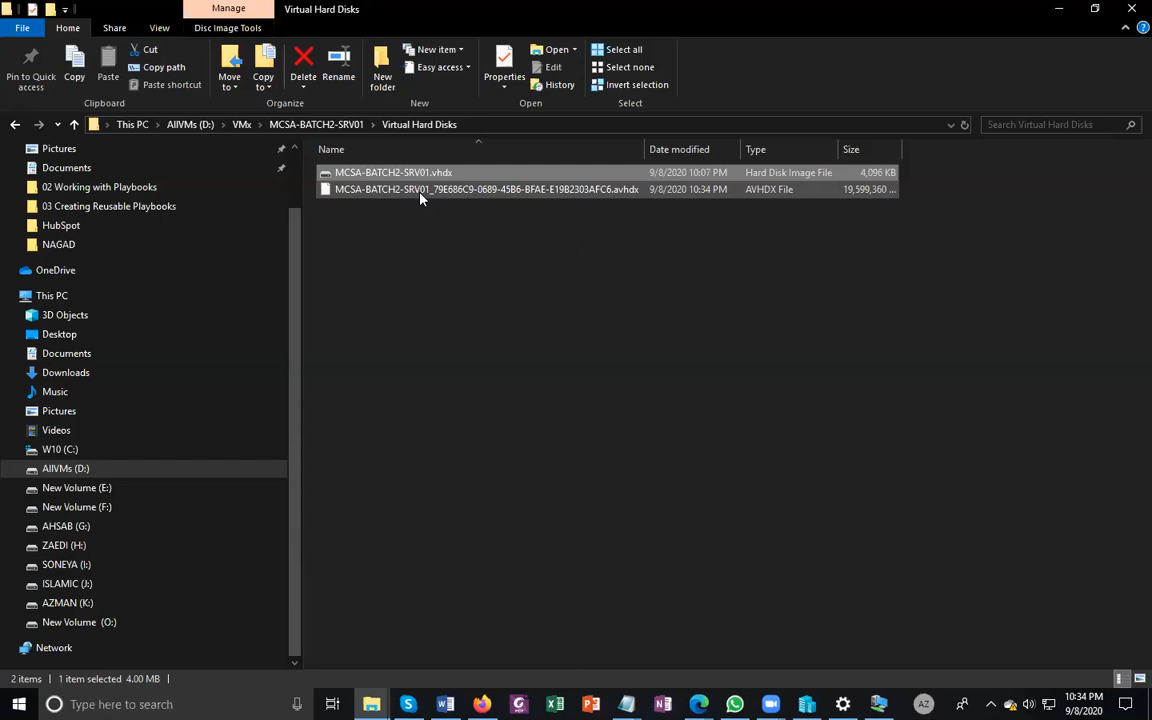 Manage
Virtual Hard Disks
File
Home
Share
View
Disk Image Tools
Pin to Quick access
Copy
Paste
Cut
Copy path
Paste shortcut
Clipboard
Move to
Copy to
Delete
Rename
Organize
New folder
New item
Easy access
New
Properties
Open
Edit
History
Open
Select all
Select none
Invert selection
Select
This PC > AllVMs (D:) > VMx > MCSA-BATCH2-SRV01 > Virtual Hard Disks
Search Virtual Hard Disks
Name Date modified Type Size
MCSA-BATCH2-SRV01.vhdx 9/8/2020 10:07 PM Hard Disk Image File 4,096 KB
MCSA-BATCH2-SRV01_79E686C9-0689-45B6-BFAE-E19B2303AFC6.avhdx 9/8/2020 10:34 PM AVHDX File 19,599,360 ...
Pictures
Documents
02 Working with Playbooks
03 Creating Reusable Playbooks
HubSpot
NAGAD
OneDrive
This PC
3D Objects
Desktop
Documents
Downloads
Music
Pictures
Videos
W10 (C:)
AllVMs (D:)
New Volume (E:)
New Volume (F:)
AHSAB (G:)
ZAEDI (H:)
SONEYA (I:)
ISLAMIC (J:)
AZMAN (K:)
New Volume (O:)
Network
2 items 1 item selected 4.00 MB
Type here to search
AZ
10:34 PM
9/8/2020